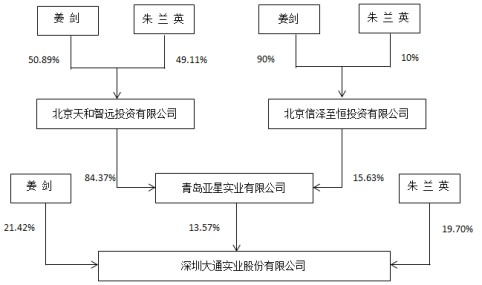 姜 剑
朱 兰 英
姜剑
朱 兰 英
50.89%
49.11%
90%
10%
北京天和智远投资有限公司
北京信泽至恒投资有限公司
84.37%
15.63%
姜 剑
青岛亚星实业有限公司
朱 兰 英
21.42%
13.57%
19.70%
深圳大通实业股份有限公司